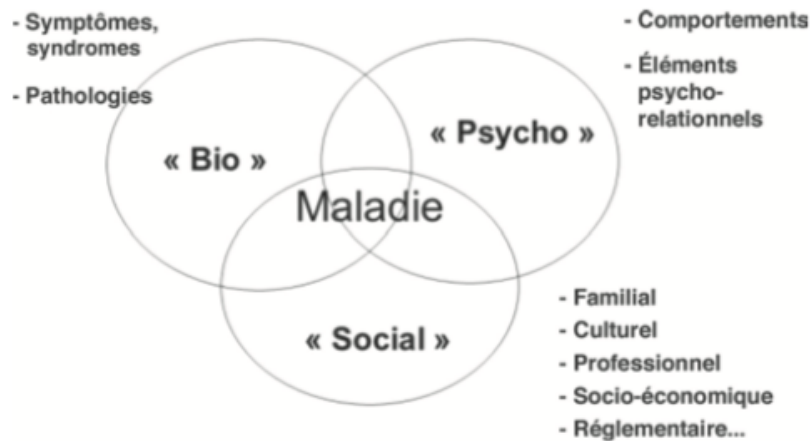 - Symptômes,
syndromes
- Pathologies
- Comportements
- Éléments
psycho-
relationnels
« Bio »
« Psycho »
Maladie
« Social »
- Familial
- Culturel
- Professionnel
- Socio-économique
- Réglementaire...